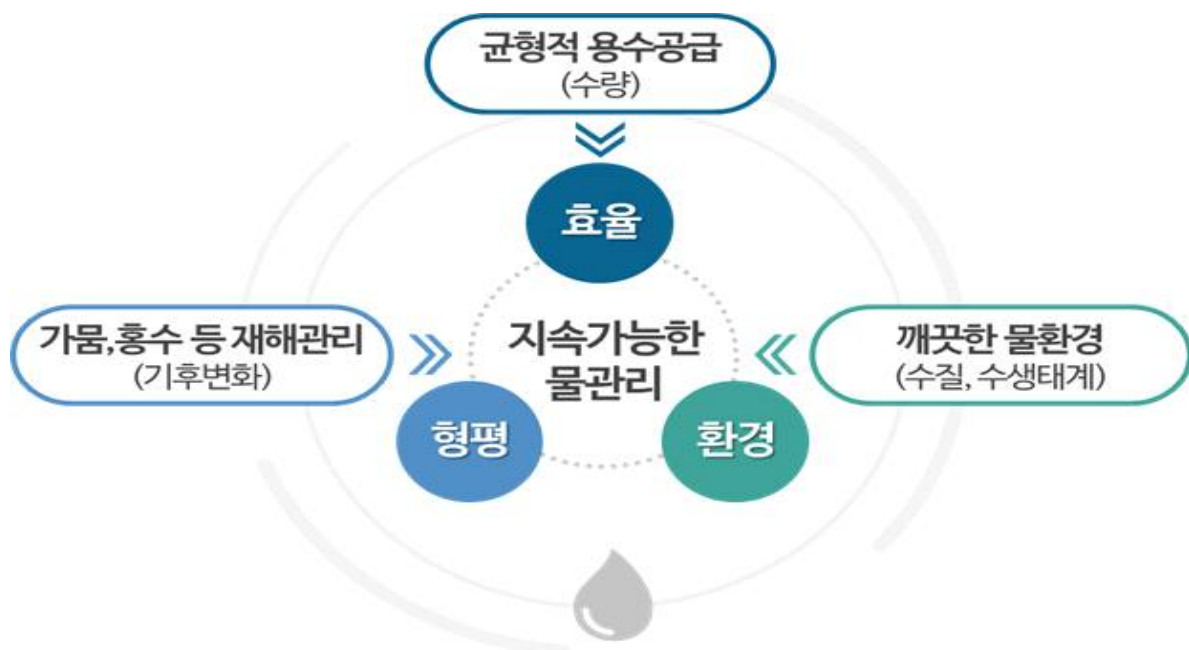 균형적 용수공급
(수량)
효율
가뭄,홍수 등 재해관리
(기후변화)
지속가능한
물관리
깨끗한 물환경
(수질, 수생태계)
형평
환경